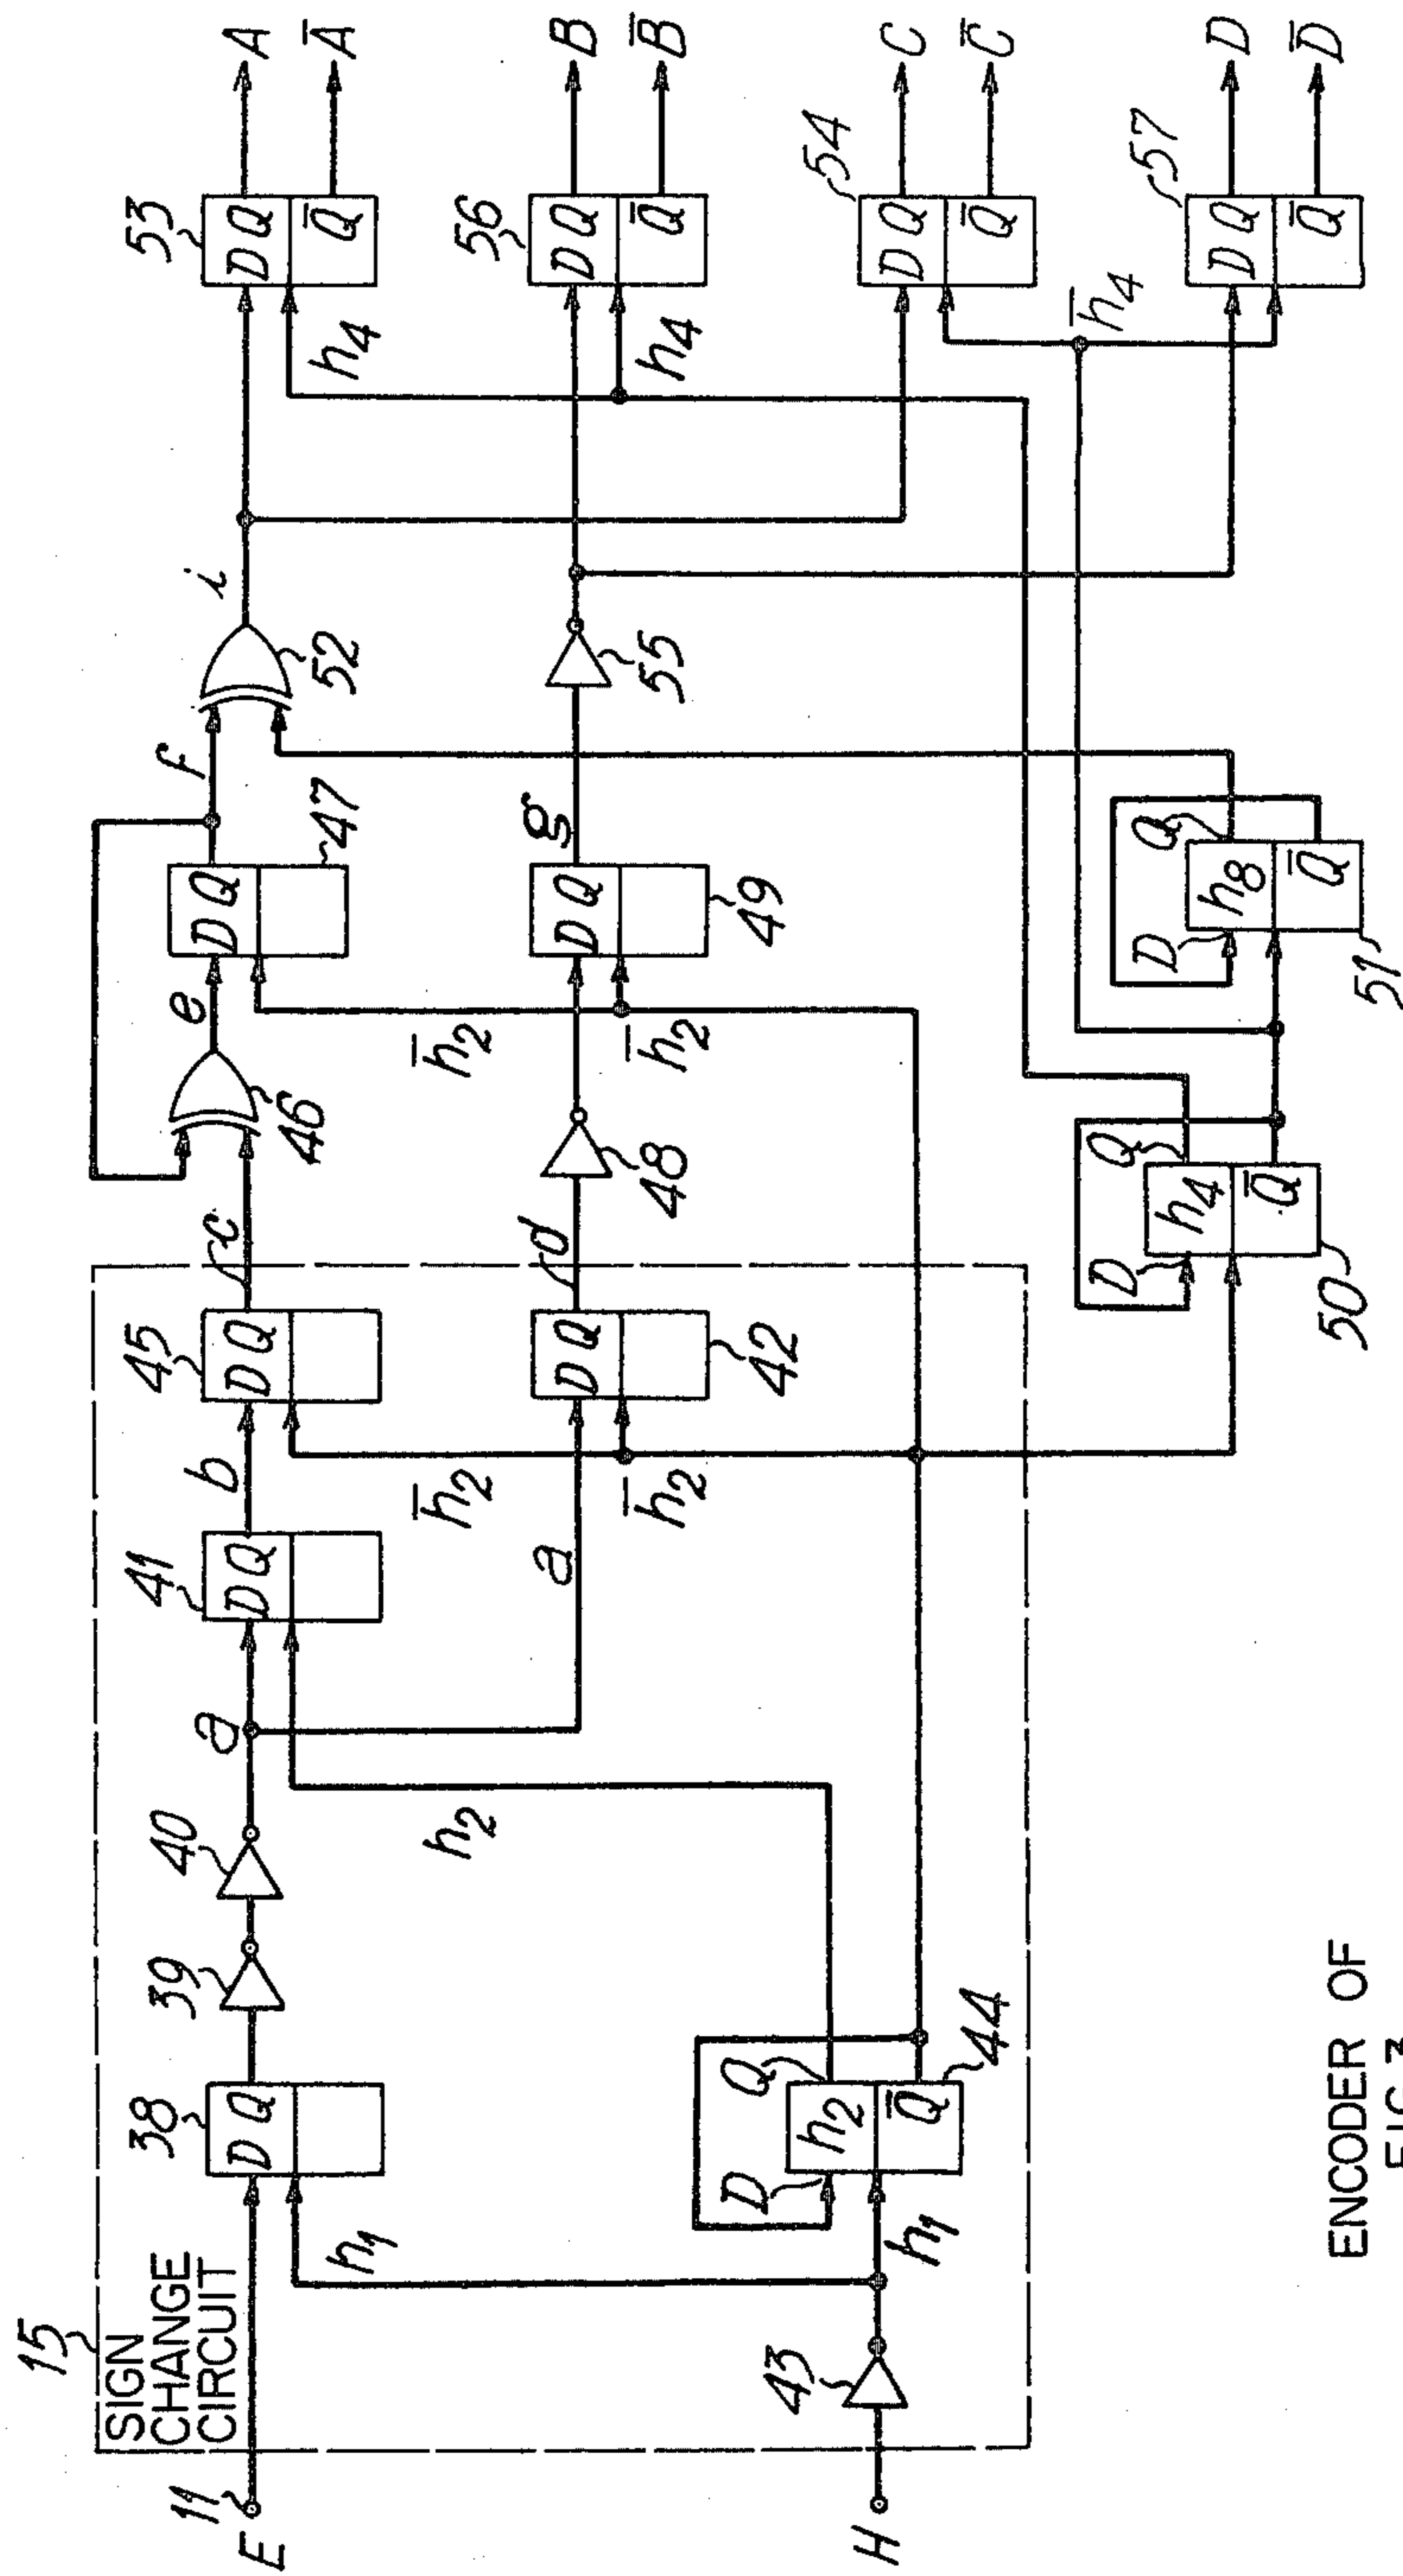 15
SIGN
CHANGE
CIRCUIT
11
E
38
D Q
h1
39
40
a
41
D Q
b
45
D Q
c
46
e
47
D Q
f
52
i
53
D Q
Q̅
A
A̅
h4
h2
a
h̅2
h̅2
42
D Q
d
48
h̅2
h̅2
49
D Q
g
55
56
D Q
Q̅
B
B̅
h4
H
43
h1
D
h2
Q
Q̅
44
54
D Q
Q̅
C
C̅
h̅4
D
h4
Q
Q̅
50
D
h8
Q
Q̅
51
57
D Q
Q̅
D
D̅
ENCODER OF